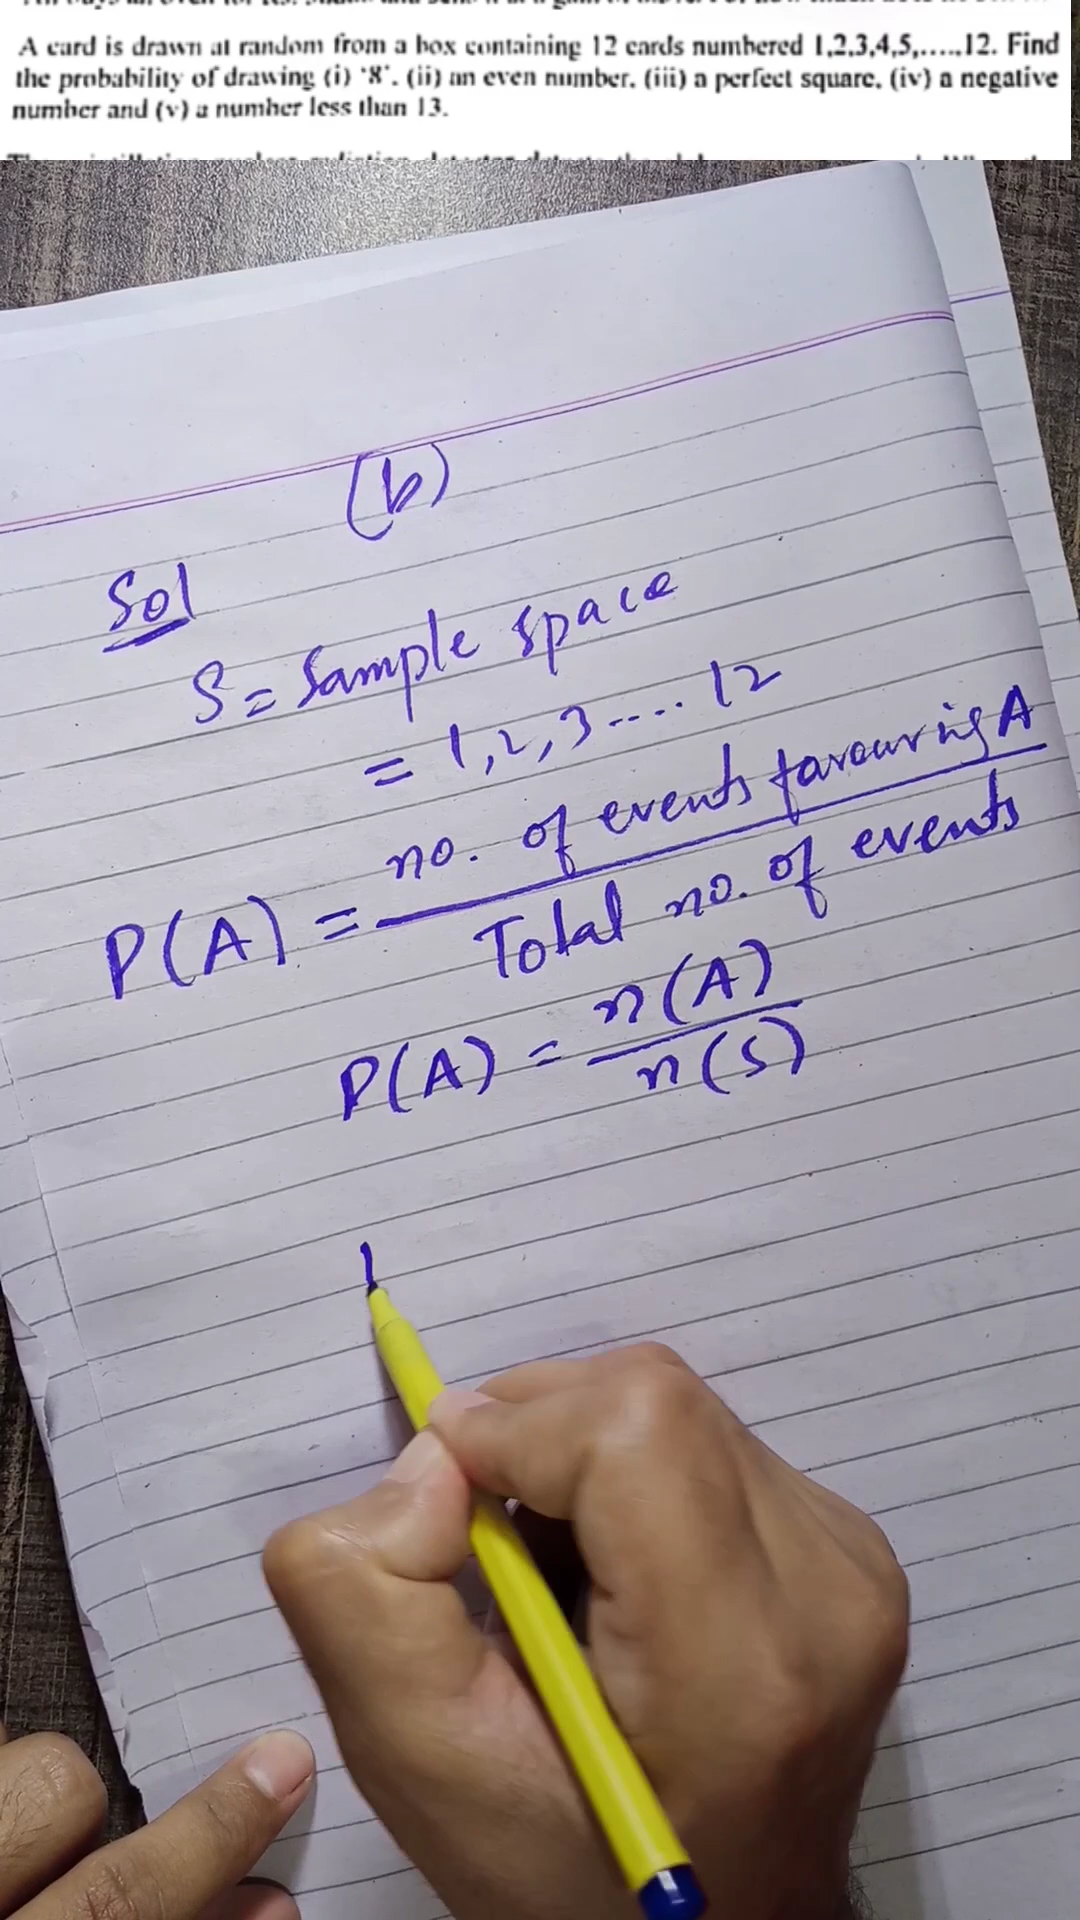 A card is drawn at random from a box containing 12 cards numbered 1,2,3,4,5,.....12. Find
the probability of drawing (i) '8'. (ii) an even number, (iii) a perfect square, (iv) a negative
number and (v) a number less than 13.
(b)
Sol
S = Sample space
= 1,2,3....12
P(A) = no. of events favouring A
Total no. of events
P(A) = n(A)
n(S)